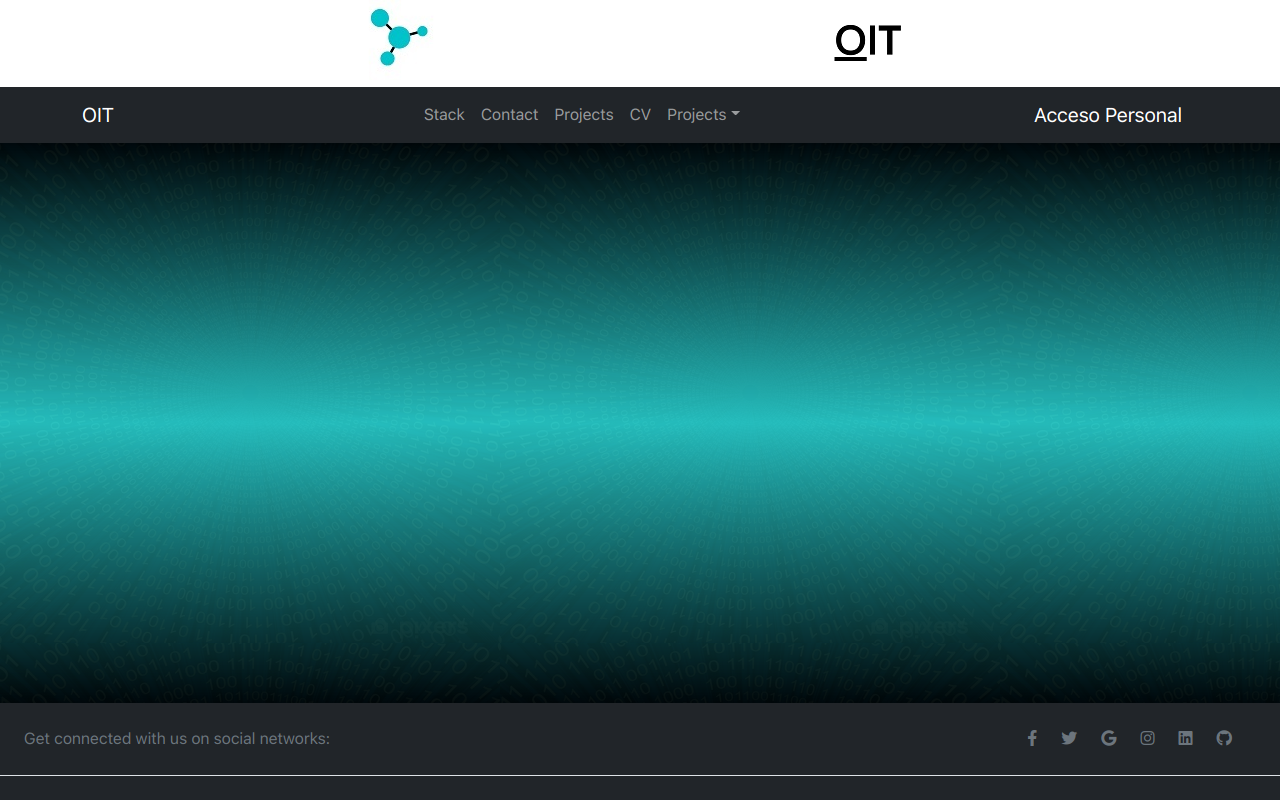 OIT
OIT
Stack Contact Projects CV Projects
Acceso Personal
Get connected with us on social networks: